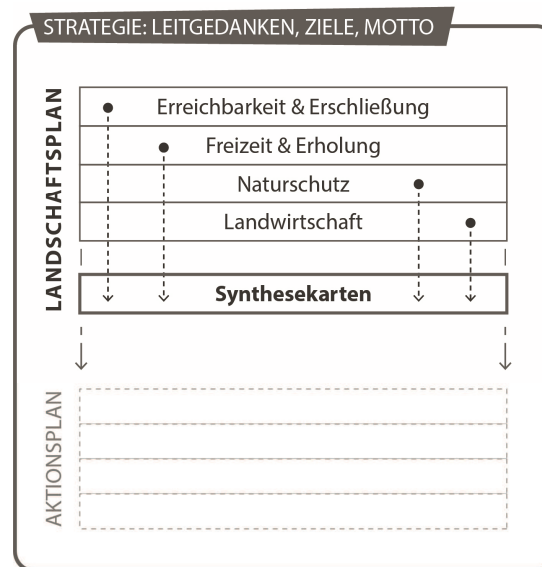 STRATEGIE: LEITGEDANKEN, ZIELE, MOTTO
LANDSCHAFTSPLAN
Erreichbarkeit & Erschließung
Freizeit & Erholung
Naturschutz
Landwirtschaft
Synthesekarten
AKTIONSPLAN